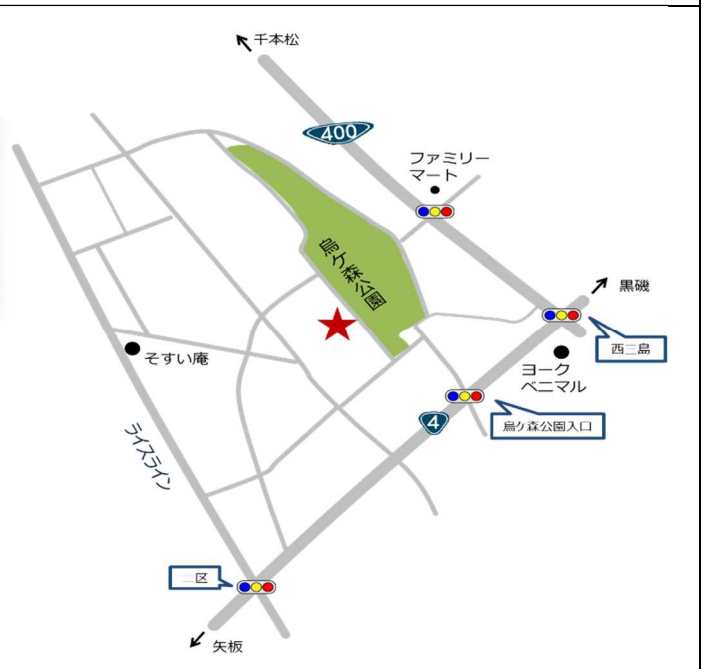 千本松
400
ファミリー
マート
烏ケ森公園
黒磯
西三島
そすい庵
ヨーク
ベニマル
4
烏ケ森公園入口
ライスライン
二区
矢板